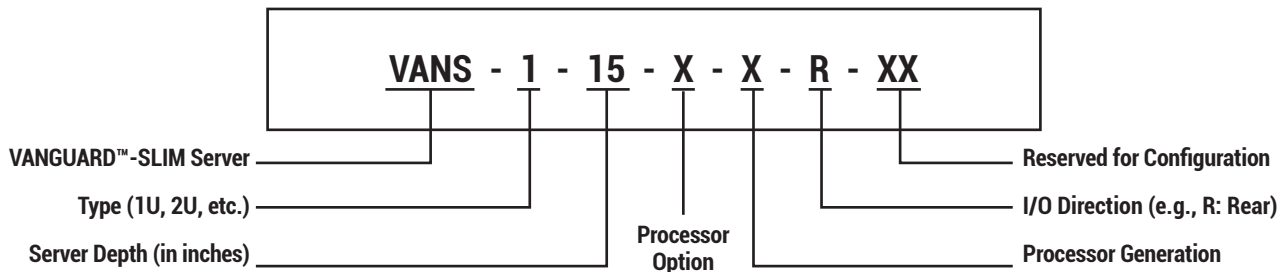 VANS - 1 - 15 - X - X - R - XX
VANGUARD™-SLIM Server
Type (1U, 2U, etc.)
Server Depth (in inches)
Processor
Option
Reserved for Configuration
I/O Direction (e.g., R: Rear)
Processor Generation